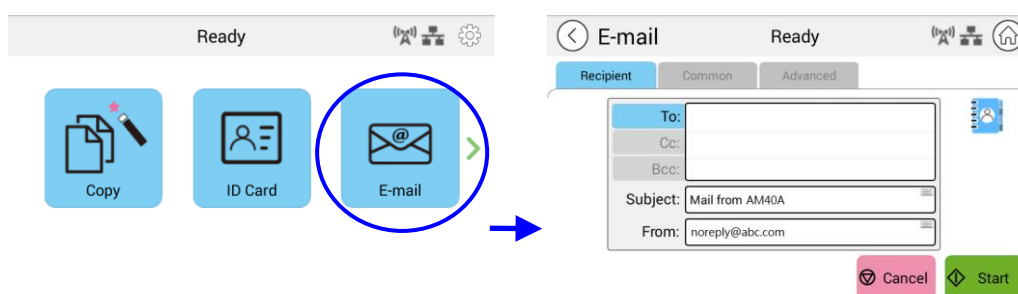 Ready
Copy
ID Card
@
E-mail
E-mail
Ready
Recipient
Common
Advanced
To:
Cc:
Bcc:
Subject: Mail from AM40A
From: noreply@abc.com
Cancel
Start